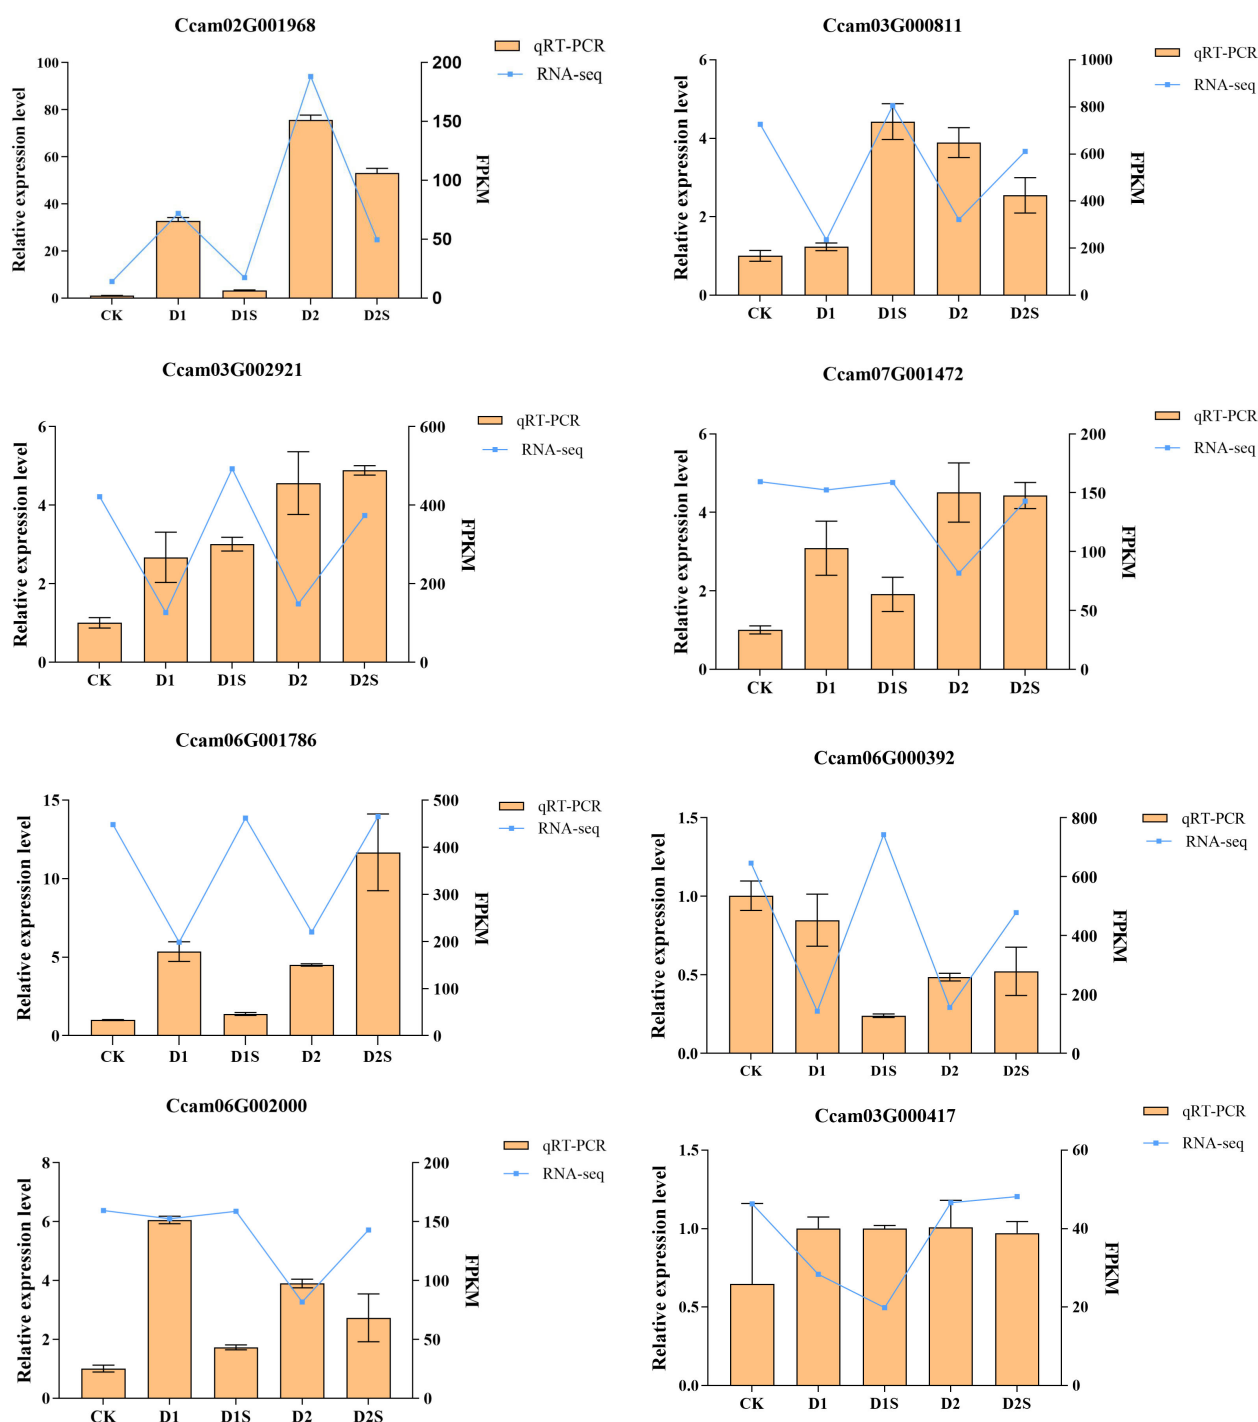 Ccam02G001968
qRT-PCR
RNA-seq
Relative expression level
100
80
60
40
20
0
200
150
100
50
0
FPKM
CK D1 D1S D2 D2S
Ccam03G000811
qRT-PCR
RNA-seq
Relative expression level
6
4
2
0
1000
800
600
400
200
0
FPKM
CK D1 D1S D2 D2S
Ccam03G002921
qRT-PCR
RNA-seq
Relative expression level
6
4
2
0
600
400
200
0
FPKM
CK D1 D1S D2 D2S
Ccam07G001472
qRT-PCR
RNA-seq
Relative expression level
6
4
2
0
200
150
100
50
0
FPKM
CK D1 D1S D2 D2S
Ccam06G001786
qRT-PCR
RNA-seq
Relative expression level
15
10
5
0
500
400
300
200
100
0
FPKM
CK D1 D1S D2 D2S
Ccam06G000392
qRT-PCR
RNA-seq
Relative expression level
1.5
1.0
0.5
0.0
800
600
400
200
0
FPKM
CK D1 D1S D2 D2S
Ccam06G002000
qRT-PCR
RNA-seq
Relative expression level
8
6
4
2
0
200
150
100
50
0
FPKM
CK D1 D1S D2 D2S
Ccam03G000417
qRT-PCR
RNA-seq
Relative expression level
1.5
1.0
0.5
0.0
60
40
20
0
FPKM
CK D1 D1S D2 D2S